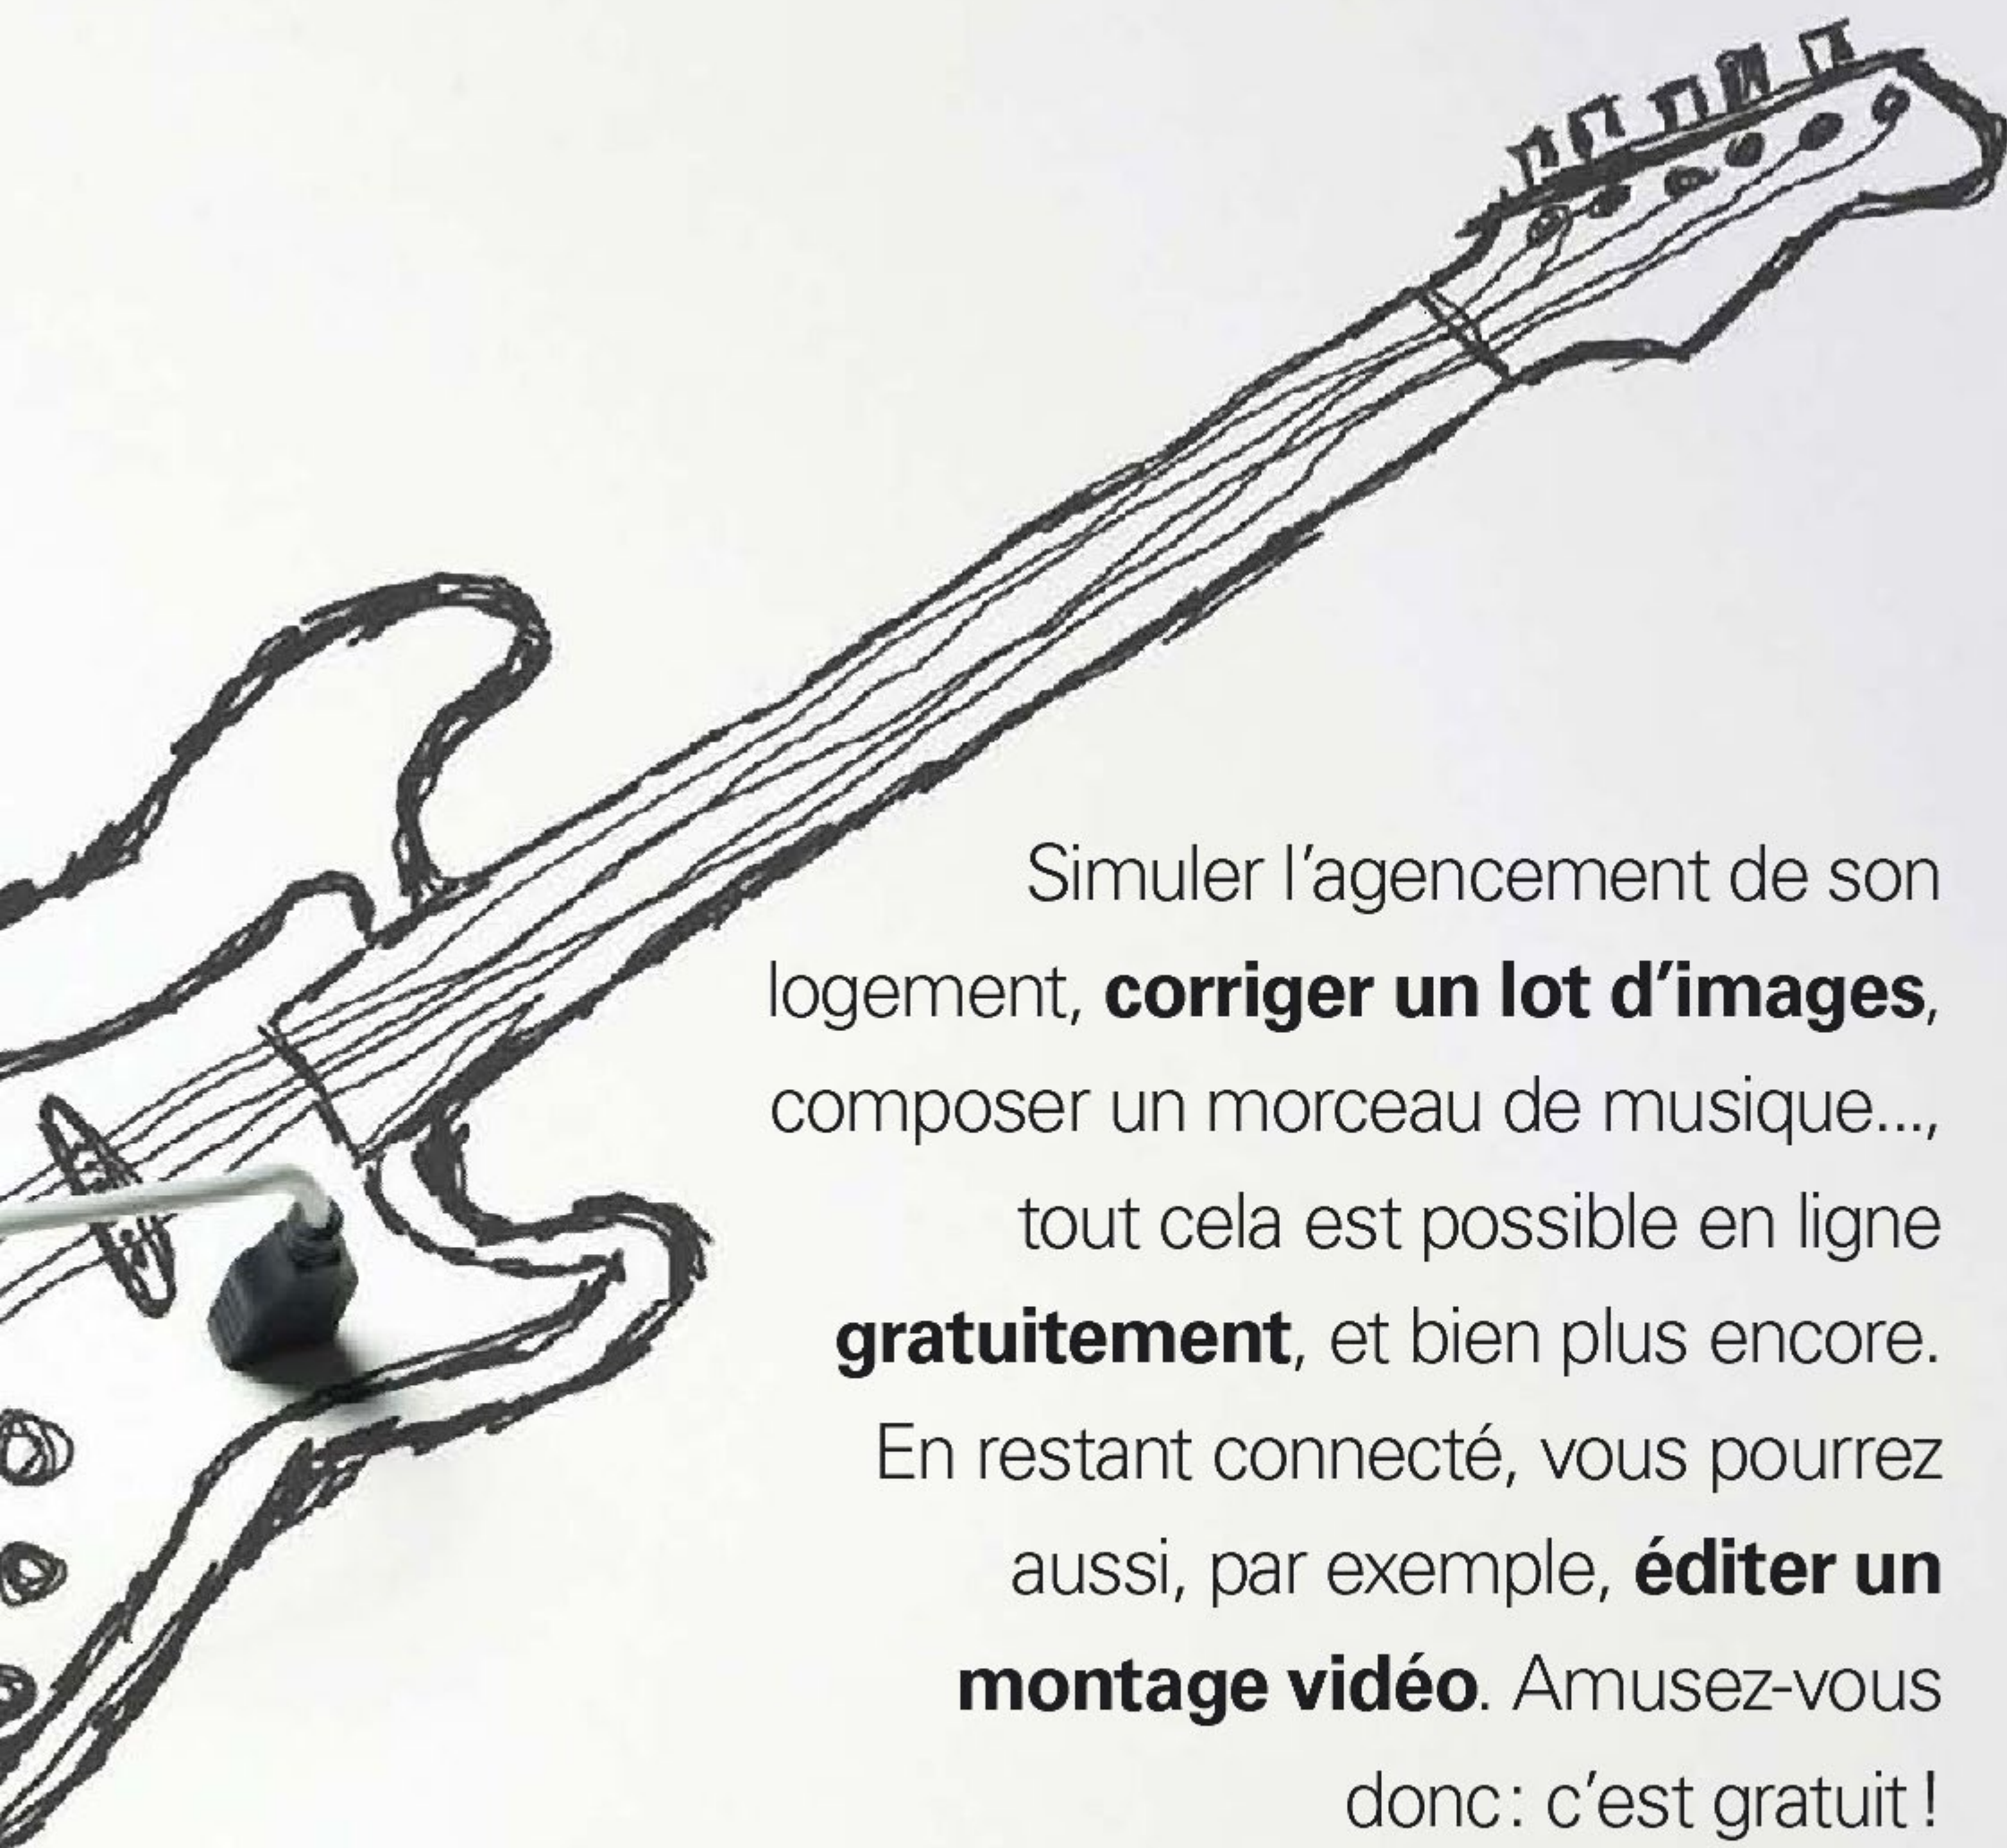 Simuler l'agencement de son
logement, corriger un lot d'images,
composer un morceau de musique...,
tout cela est possible en ligne
gratuitement, et bien plus encore.
En restant connecté, vous pourrez
aussi, par exemple, éditer un
montage vidéo. Amusez-vous
donc : c'est gratuit !